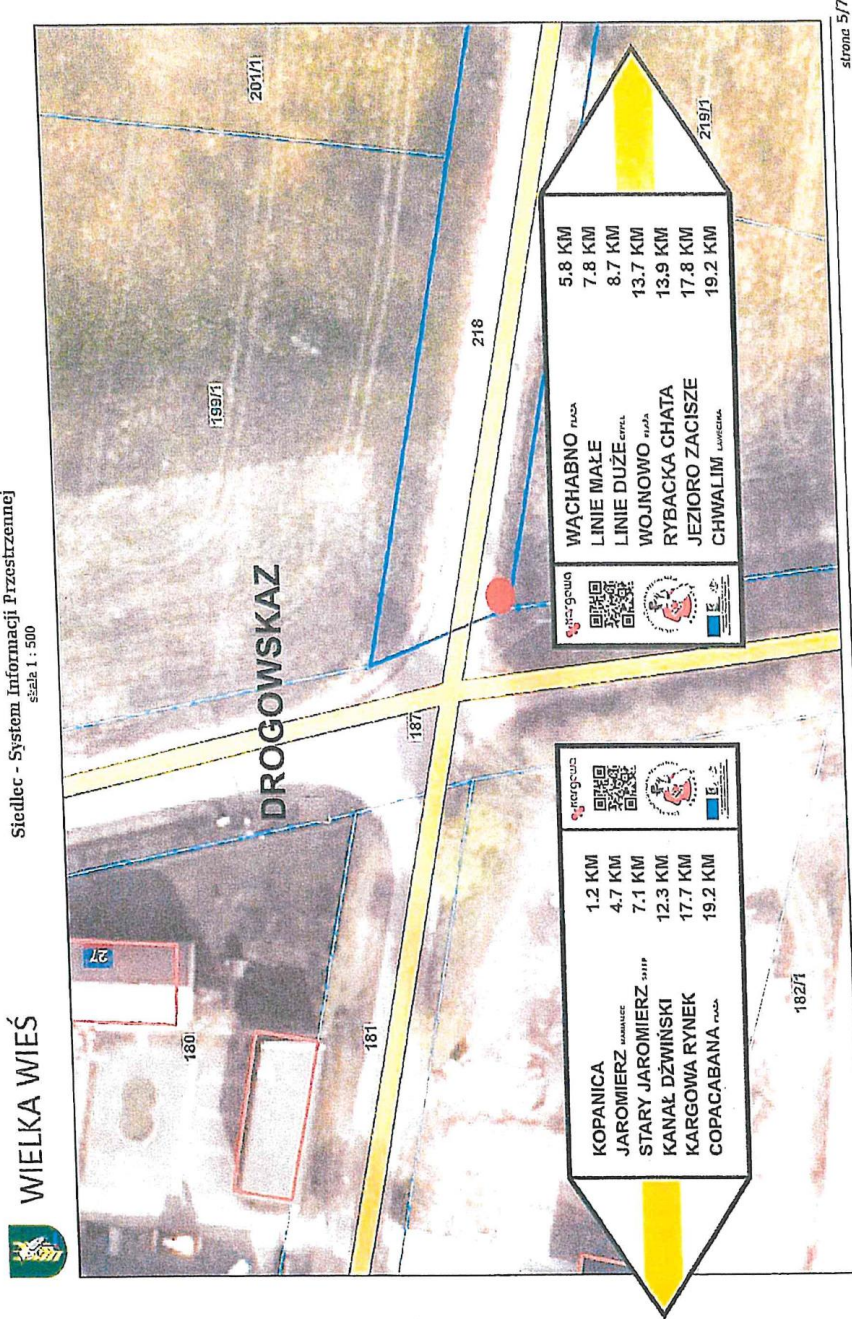 Siedlec - System Informacji Przestrzennej
skala 1 : 500
WIELKA WIEŚ
strona 5/7
DROGOWSKAZ
27
180
181
182/1
187
199/1
201/1
218
219/1
KOPANICA 1.2 KM
JAROMIERZ 4.7 KM
STARY JAROMIERZ 7.1 KM
KANAŁ DŹWIŃSKI 12.3 KM
KARGOWA RYNEK 17.7 KM
COPACABANA PLAŻA 19.2 KM
Kargowa
WĄCHABNO PLAŻA 5.8 KM
LINIE MAŁE 7.8 KM
LINIE DUŻE CYPEL 8.7 KM
WOJNOWO PLAŻA 13.7 KM
RYBACKA CHATA 13.9 KM
JEZIORO ZACISZE 17.8 KM
CHWALIM 19.2 KM
Kargowa